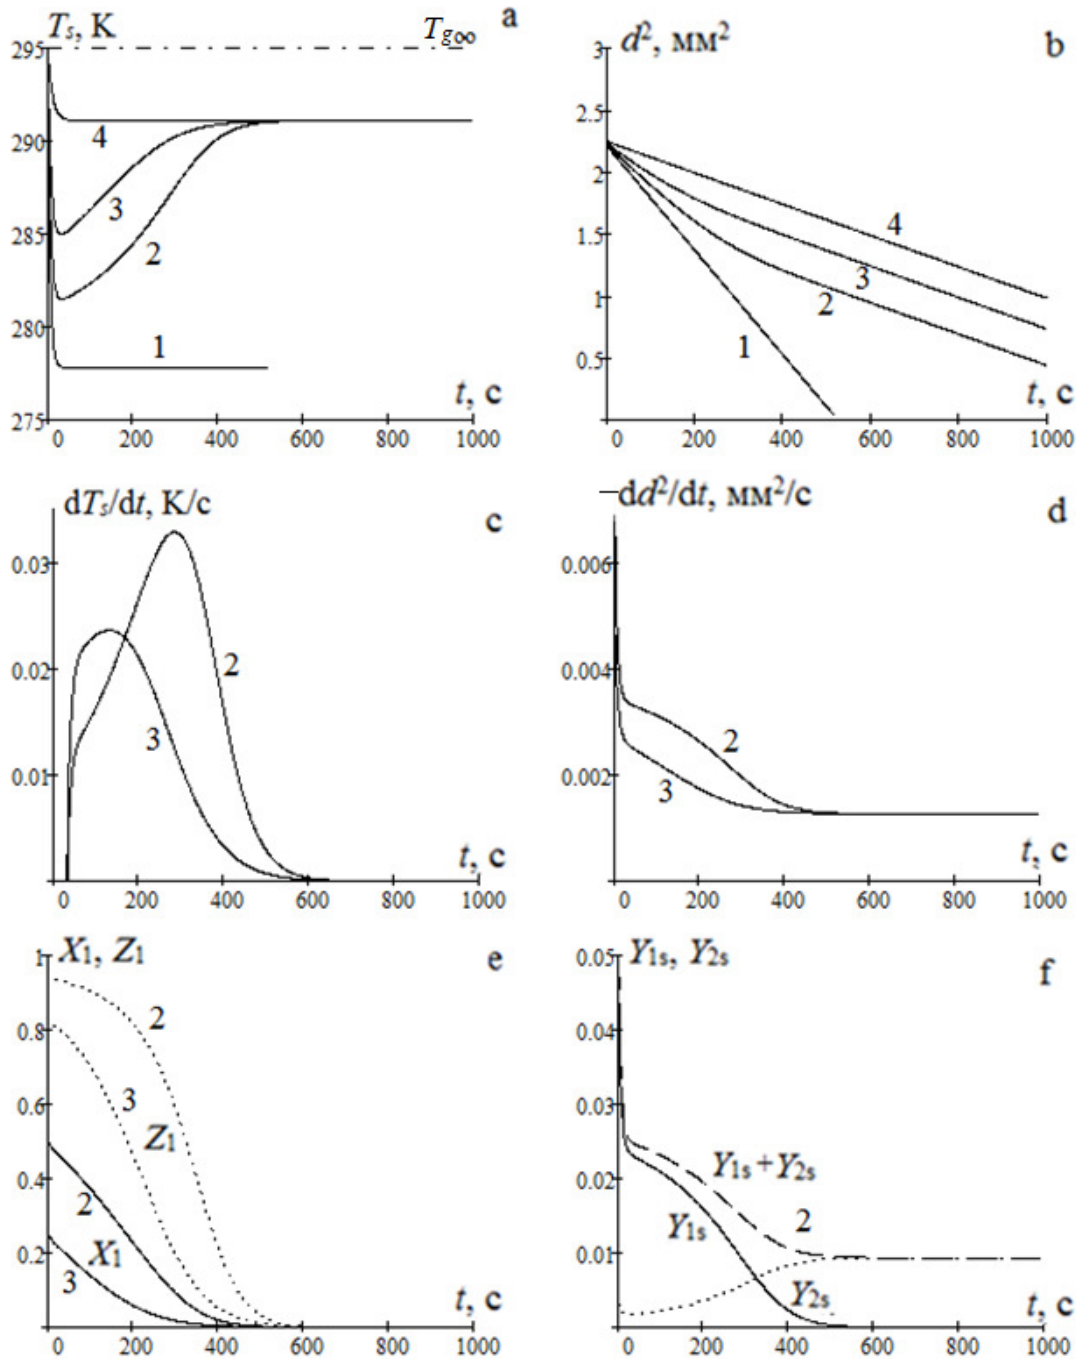 Tₛ, K
T_g∞
a
295
290
285
280
275
4
3
2
1
t, с
0 200 400 600 800 1000
d², мм²
b
3
2.5
2
1.5
1
0.5
4
3
2
1
t, с
0 200 400 600 800 1000
dTₛ/dt, К/с
c
0.03
0.02
0.01
2
3
t, с
0 200 400 600 800 1000
—dd²/dt, мм²/с
d
0.006
0.004
0.002
2
3
t, с
0 200 400 600 800 1000
X₁, Z₁
e
1
0.8
0.6
0.4
0.2
2
3
Z₁
2
X₁
3
t, с
0 200 400 600 800 1000
Y₁ₛ, Y₂ₛ
f
0.05
0.04
0.03
0.02
0.01
Y₁ₛ+Y₂ₛ
2
Y₁ₛ
Y₂ₛ
t, с
0 200 400 600 800 1000